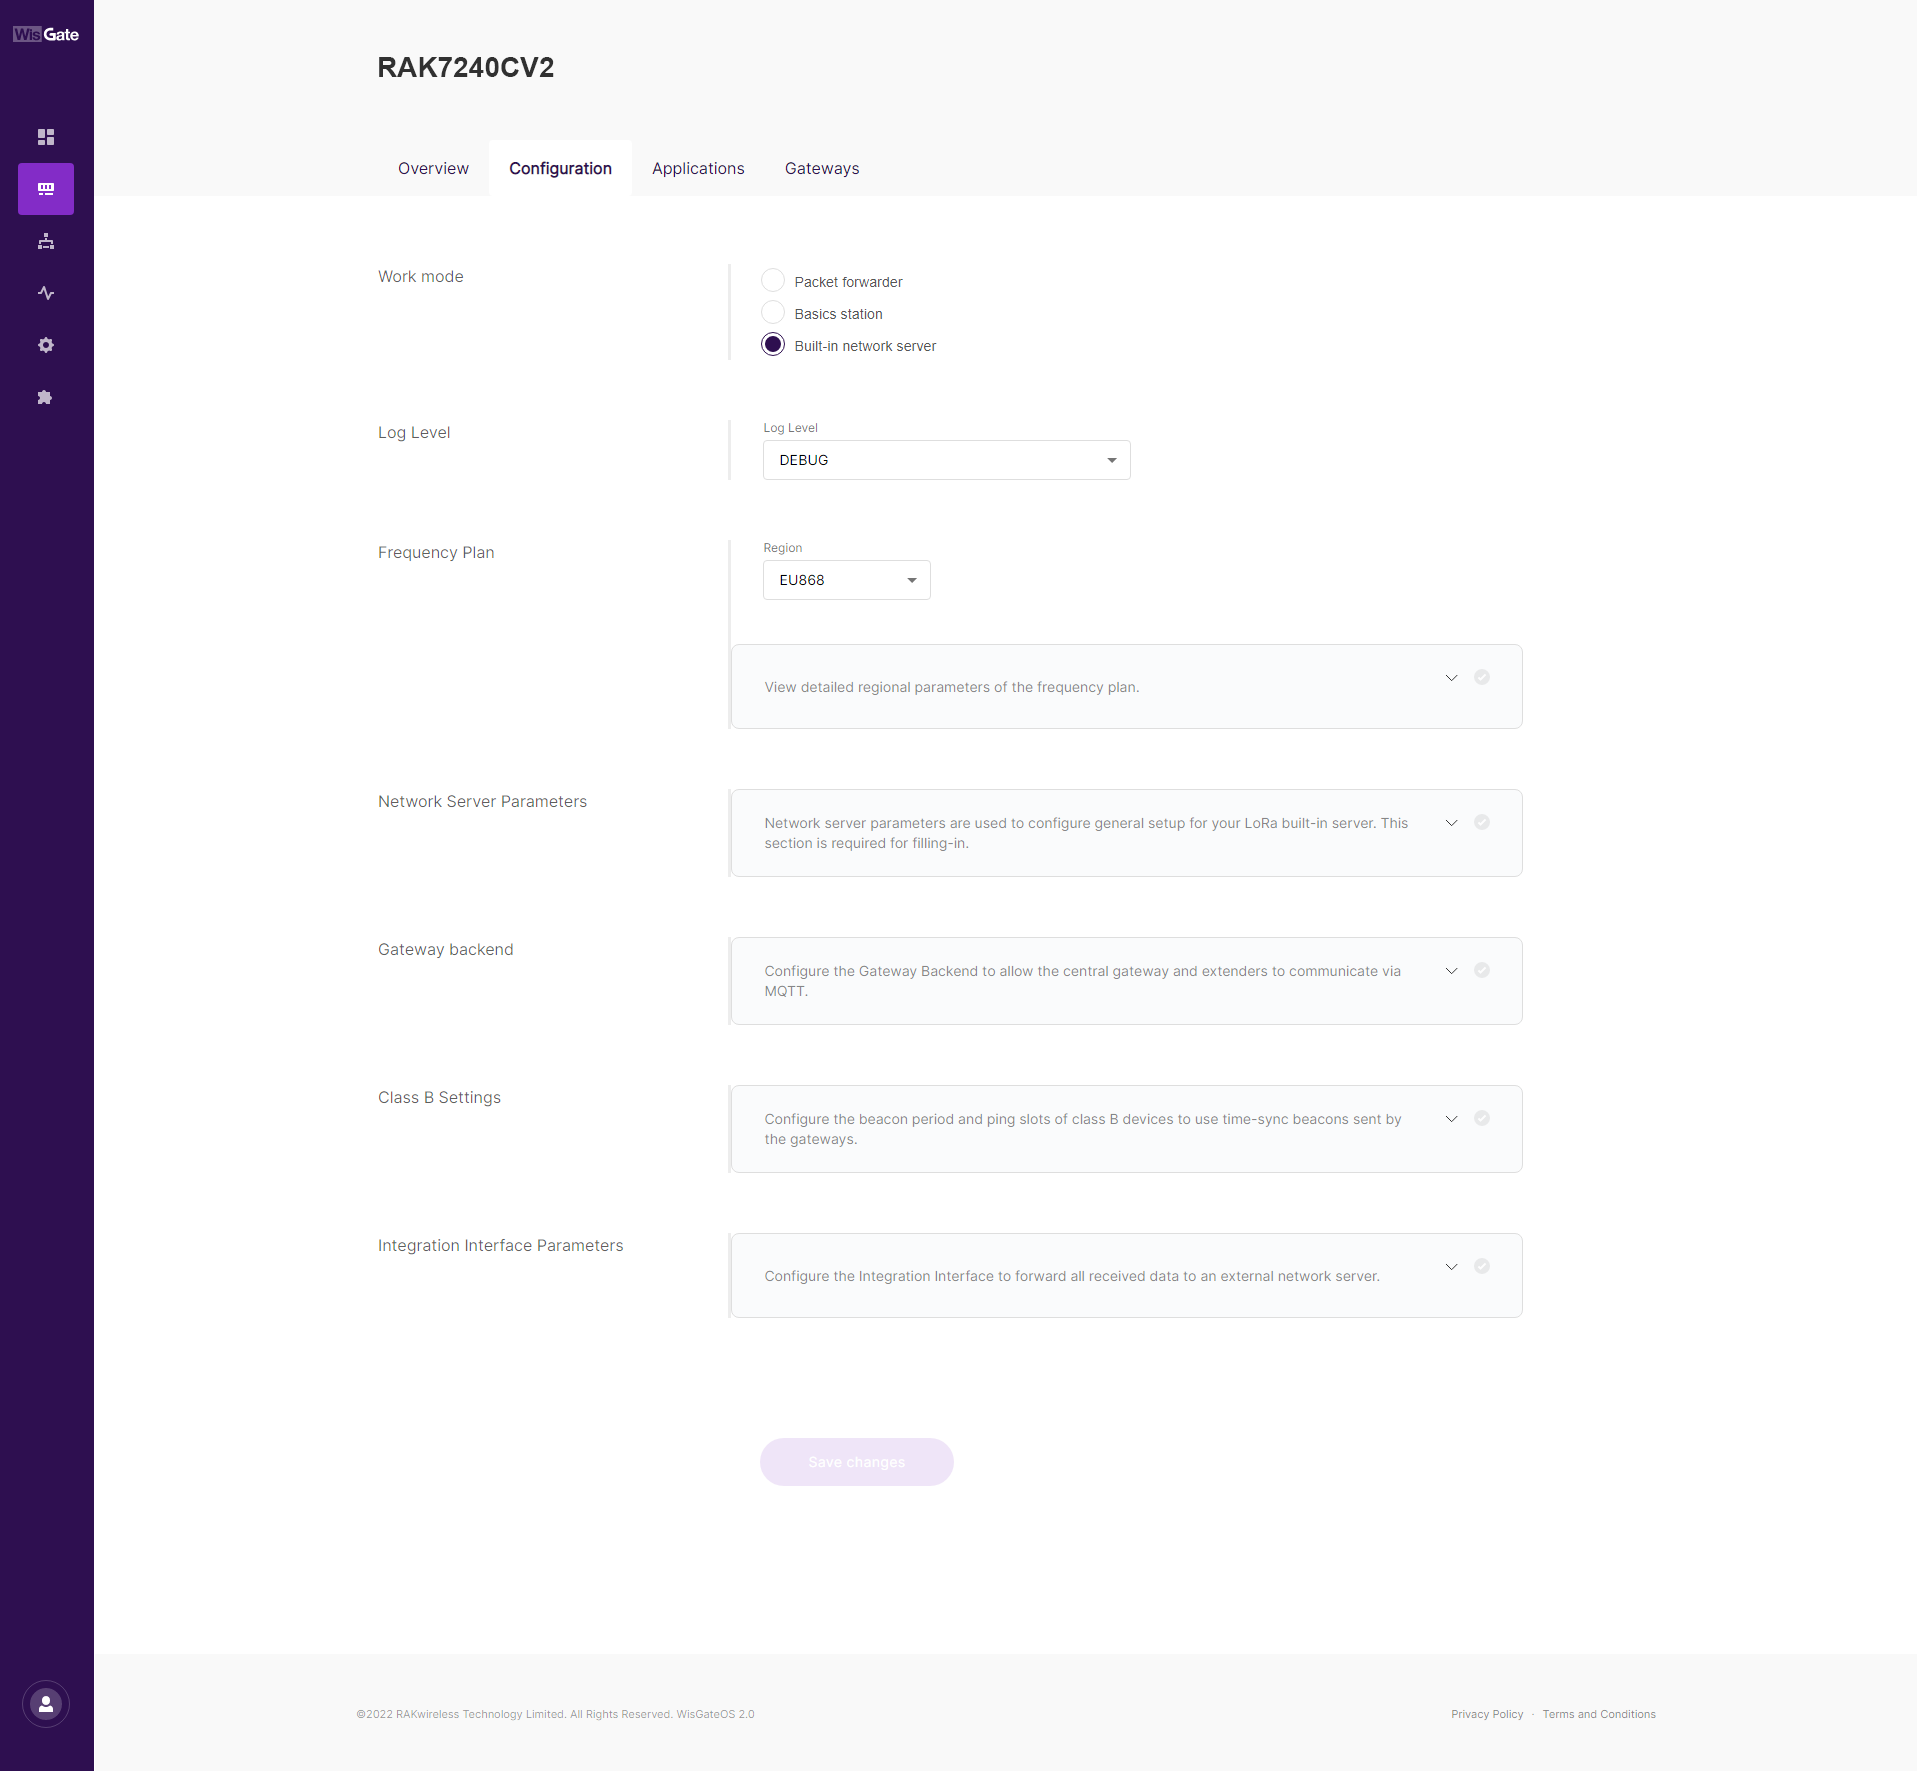 WisGate
RAK7240CV2
Overview
Configuration
Applications
Gateways
Work mode
Packet forwarder
Basics station
Built-in network server
Log Level
Log Level
DEBUG
Frequency Plan
Region
EU868
View detailed regional parameters of the frequency plan.
Network Server Parameters
Network server parameters are used to configure general setup for your LoRa built-in server. This
section is required for filling-in.
Gateway backend
Configure the Gateway Backend to allow the central gateway and extenders to communicate via
MQTT.
Class B Settings
Configure the beacon period and ping slots of class B devices to use time-sync beacons sent by
the gateways.
Integration Interface Parameters
Configure the Integration Interface to forward all received data to an external network server.
Save changes
©2022 RAKwireless Technology Limited. All Rights Reserved. WisGateOS 2.0
Privacy Policy · Terms and Conditions